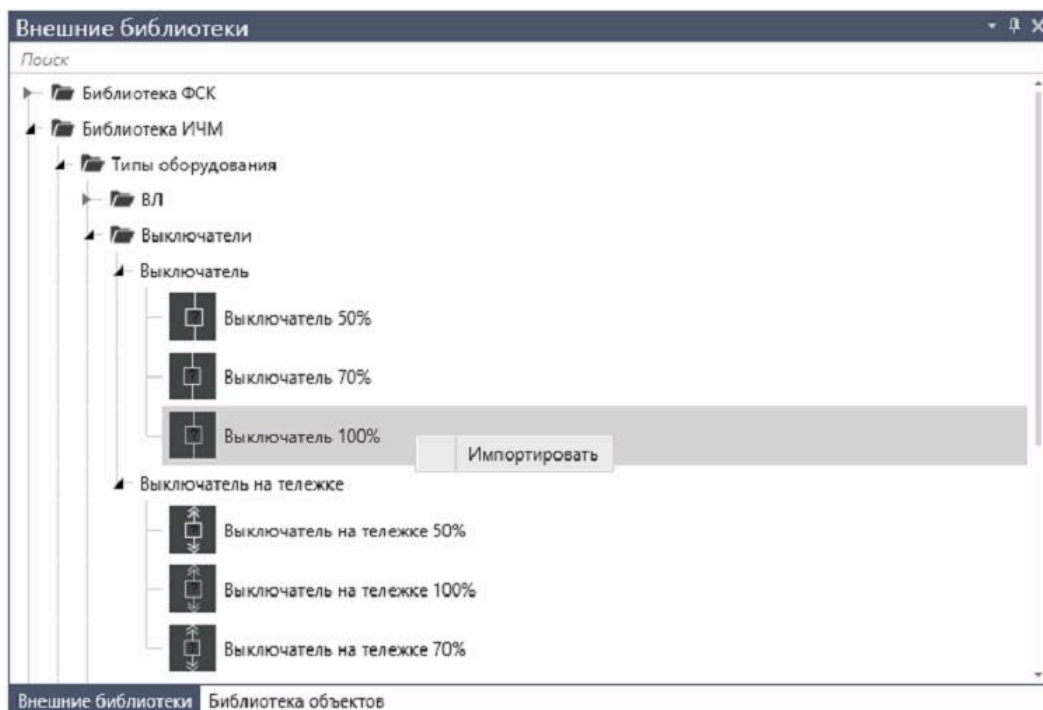 Внешние библиотеки
Поиск
Библиотека ФСК
Библиотека ИЧМ
Типы оборудования
ВЛ
Выключатели
Выключатель
Выключатель 50%
Выключатель 70%
Выключатель 100%
Импортировать
Выключатель на тележке
Выключатель на тележке 50%
Выключатель на тележке 100%
Выключатель на тележке 70%
Внешние библиотеки Библиотека объектов